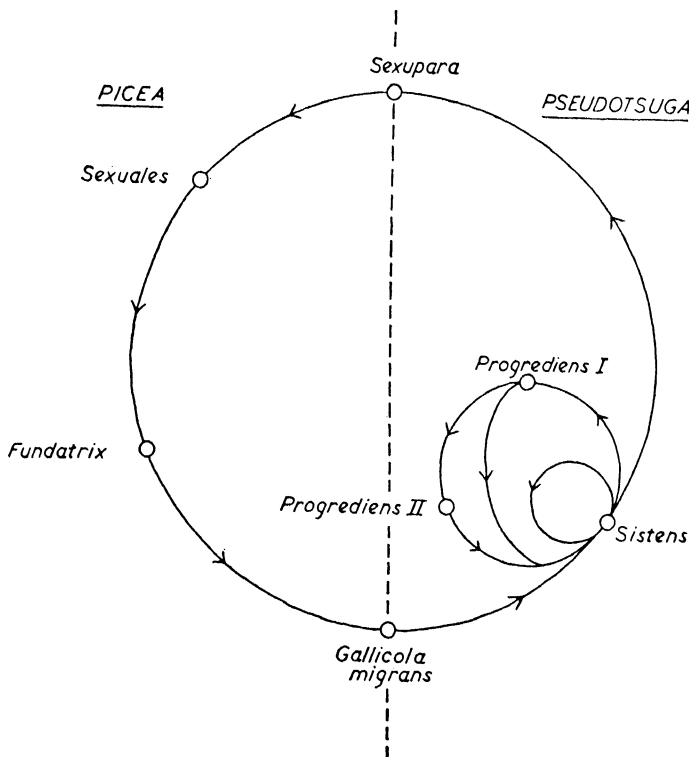 Sexupara
PICEA
PSEUDOTSUGA
Sexuales
Progrediens I
Fundatrix
Progrediens II
Sistens
Gallicola
migrans